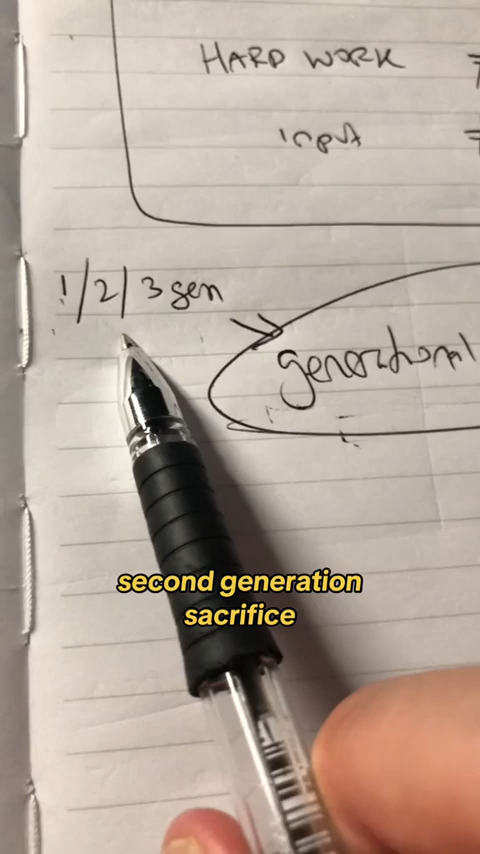 HARD WORK
input
1/2/3 gen
generational
second generation
sacrifice